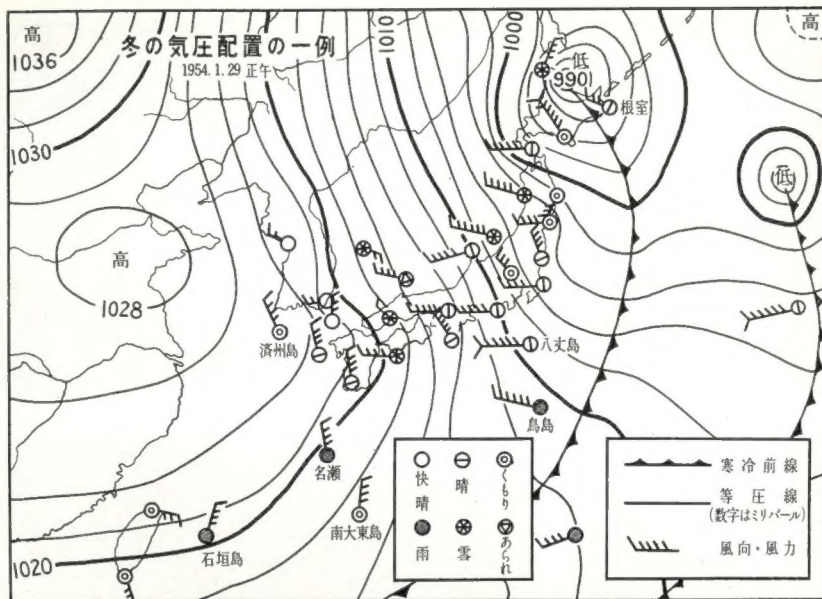 冬の気圧配置の一例
1954.1.29 正午
高
1036
1030
1010
1000
低
990
根室
高
低
高
1028
済州島
八丈島
鳥島
名瀬
南大東島
石垣島
1020
快晴
晴
くもり
雨
雪
あられ
寒冷前線
等圧線
(数字はミリバール)
風向・風力